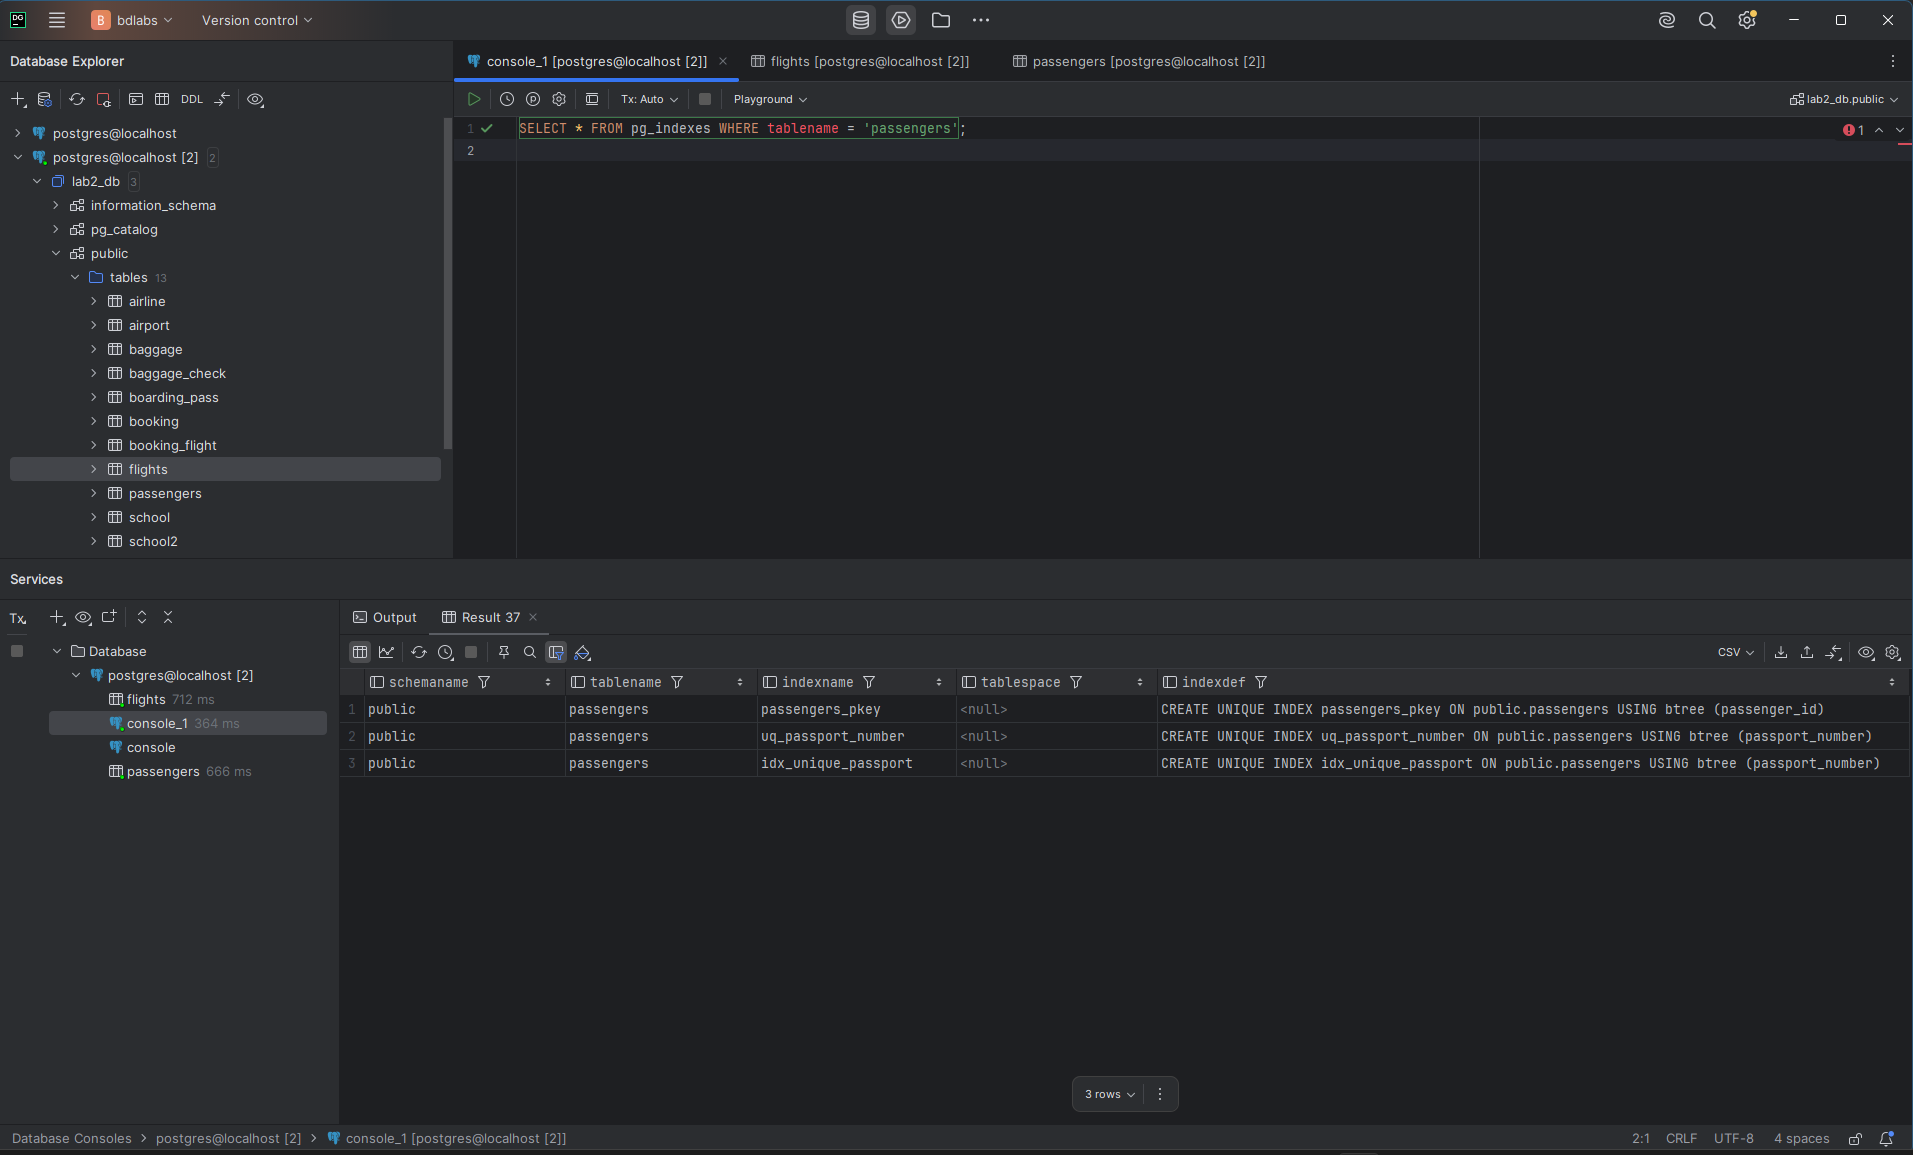 B bdlabs Version control
Database Explorer
console_1 [postgres@localhost [2]] flights [postgres@localhost [2]] passengers [postgres@localhost [2]]
DDL Tx: Auto Playground lab2_db.public
postgres@localhost
postgres@localhost [2] 2
lab2_db 3
information_schema
pg_catalog
public
tables 13
airline
airport
baggage
baggage_check
boarding_pass
booking
booking_flight
flights
passengers
school
school2
1 SELECT * FROM pg_indexes WHERE tablename = 'passengers'; 1
2
Services
Tx
Database
postgres@localhost [2]
flights 712 ms
console_1 364 ms
console
passengers 666 ms
Output Result 37
CSV
schemaname tablename indexname tablespace indexdef
1 public passengers passengers_pkey <null> CREATE UNIQUE INDEX passengers_pkey ON public.passengers USING btree (passenger_id)
2 public passengers uq_passport_number <null> CREATE UNIQUE INDEX uq_passport_number ON public.passengers USING btree (passport_number)
3 public passengers idx_unique_passport <null> CREATE UNIQUE INDEX idx_unique_passport ON public.passengers USING btree (passport_number)
3 rows
Database Consoles > postgres@localhost [2] > console_1 [postgres@localhost [2]] 2:1 CRLF UTF-8 4 spaces